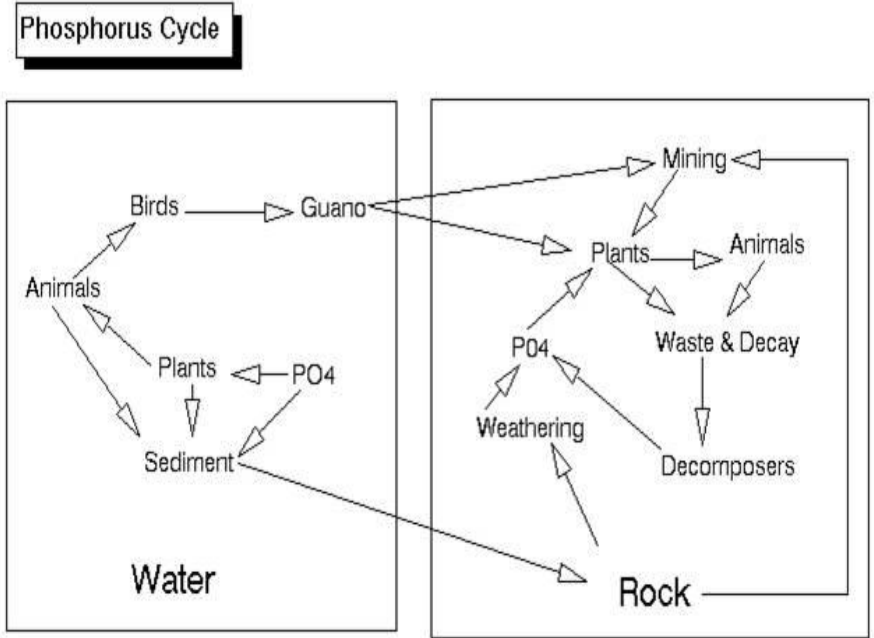 Phosphorus Cycle
Birds
Guano
Animals
Plants
PO4
Sediment
Water
Mining
Plants
Animals
PO4
Waste & Decay
Weathering
Decomposers
Rock